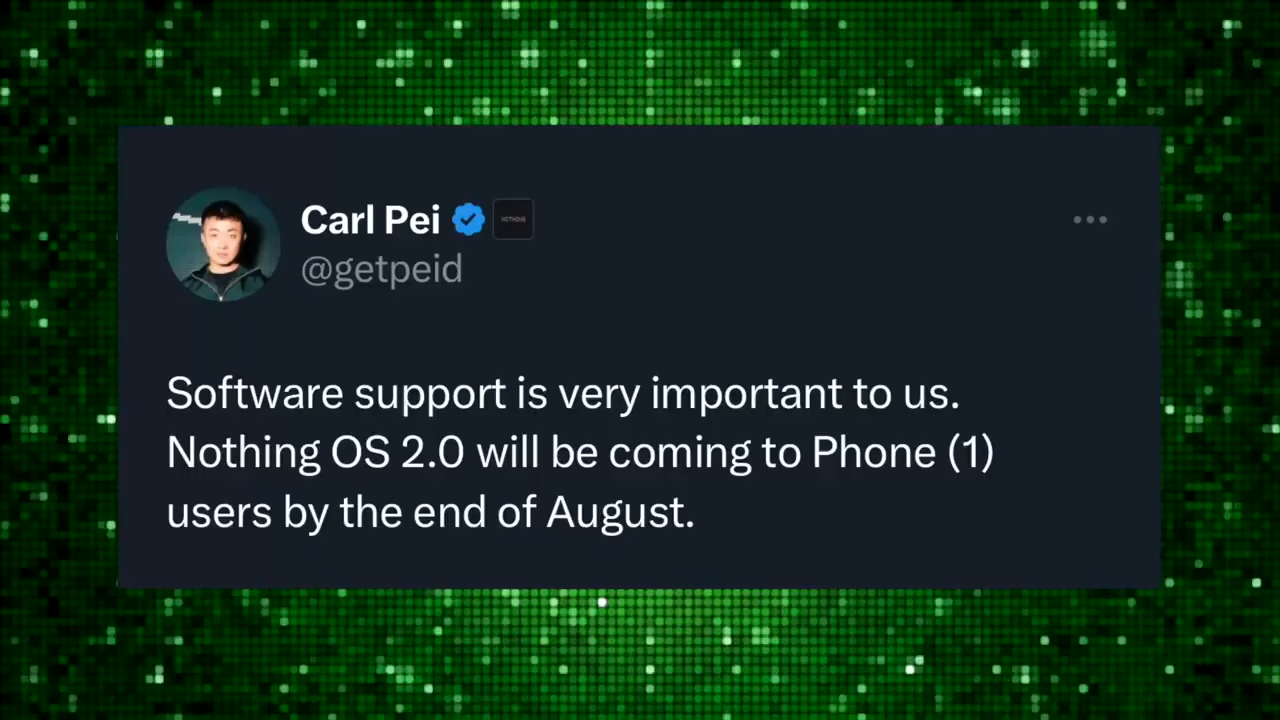 Carl Pei
@getpeid
Software support is very important to us.
Nothing OS 2.0 will be coming to Phone (1)
users by the end of August.